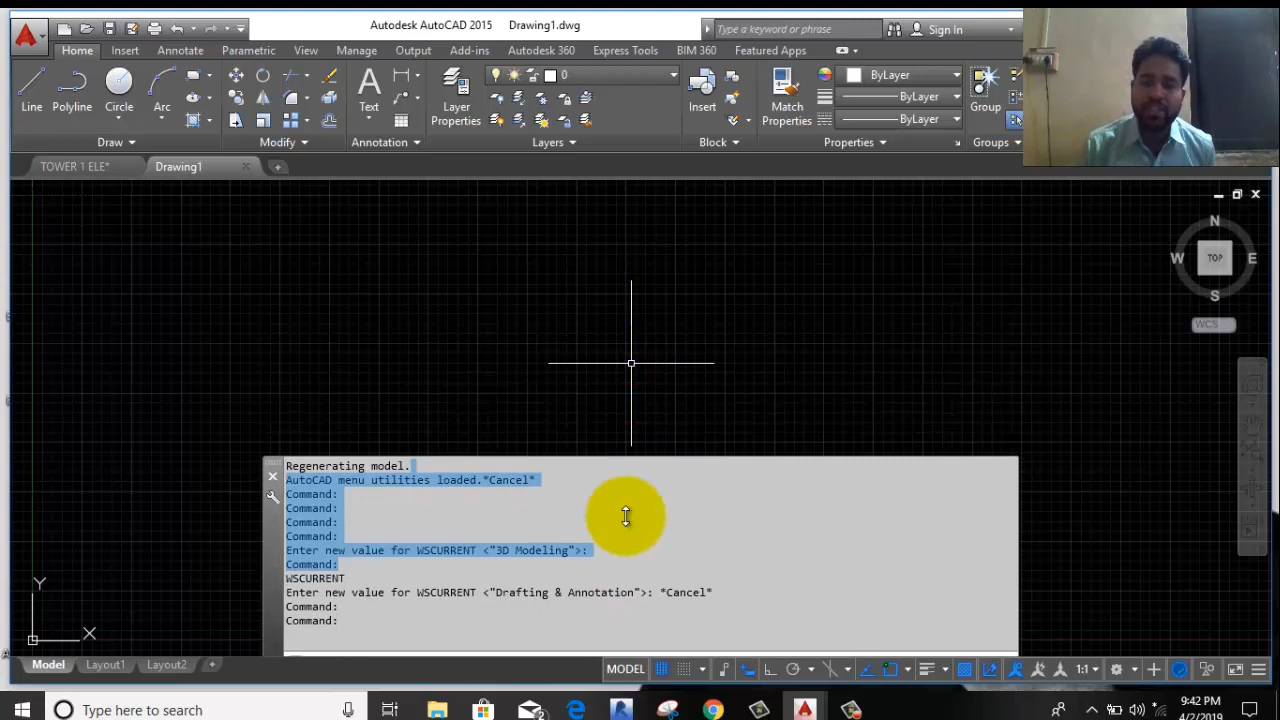 Autodesk AutoCAD 2015 Drawing1.dwg
Type a keyword or phrase
Sign In
Home Insert Annotate Parametric View Manage Output Add-ins Autodesk 360 Express Tools BIM 360 Featured Apps
Line Polyline Circle Arc Text Layer Properties Insert Match Properties Group
0
ByLayer
ByLayer
ByLayer
Draw Modify Annotation Layers Block Properties Groups
TOWER 1 ELE* Drawing1
N
W TOP E
S
WCS
Regenerating model.
AutoCAD menu utilities loaded.*Cancel*
Command:
Command:
Command:
Command:
Enter new value for WSCURRENT <"3D Modeling">:
Command:
WSCURRENT
Enter new value for WSCURRENT <"Drafting & Annotation">: *Cancel*
Command:
Command:
Y
X
Model Layout1 Layout2
MODEL 1:1
Type here to search
2
9:42 PM
4/2/2019